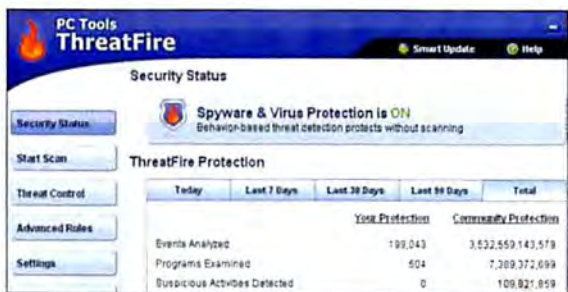 PC Tools
ThreatFire
Smart Update Help
Security Status
Spyware & Virus Protection is ON
Behavior-based threat detection protects without scanning
Security Status
Start Scan
Threat Control
Advanced Rules
Settings
ThreatFire Protection
Today Last 7 Days Last 30 Days Last 90 Days Total
Your Protection Community Protection
Events Analyzed 199,043 3,532,559,143,579
Programs Examined 504 7,389,372,699
Suspicious Activities Detected 0 109,821,859